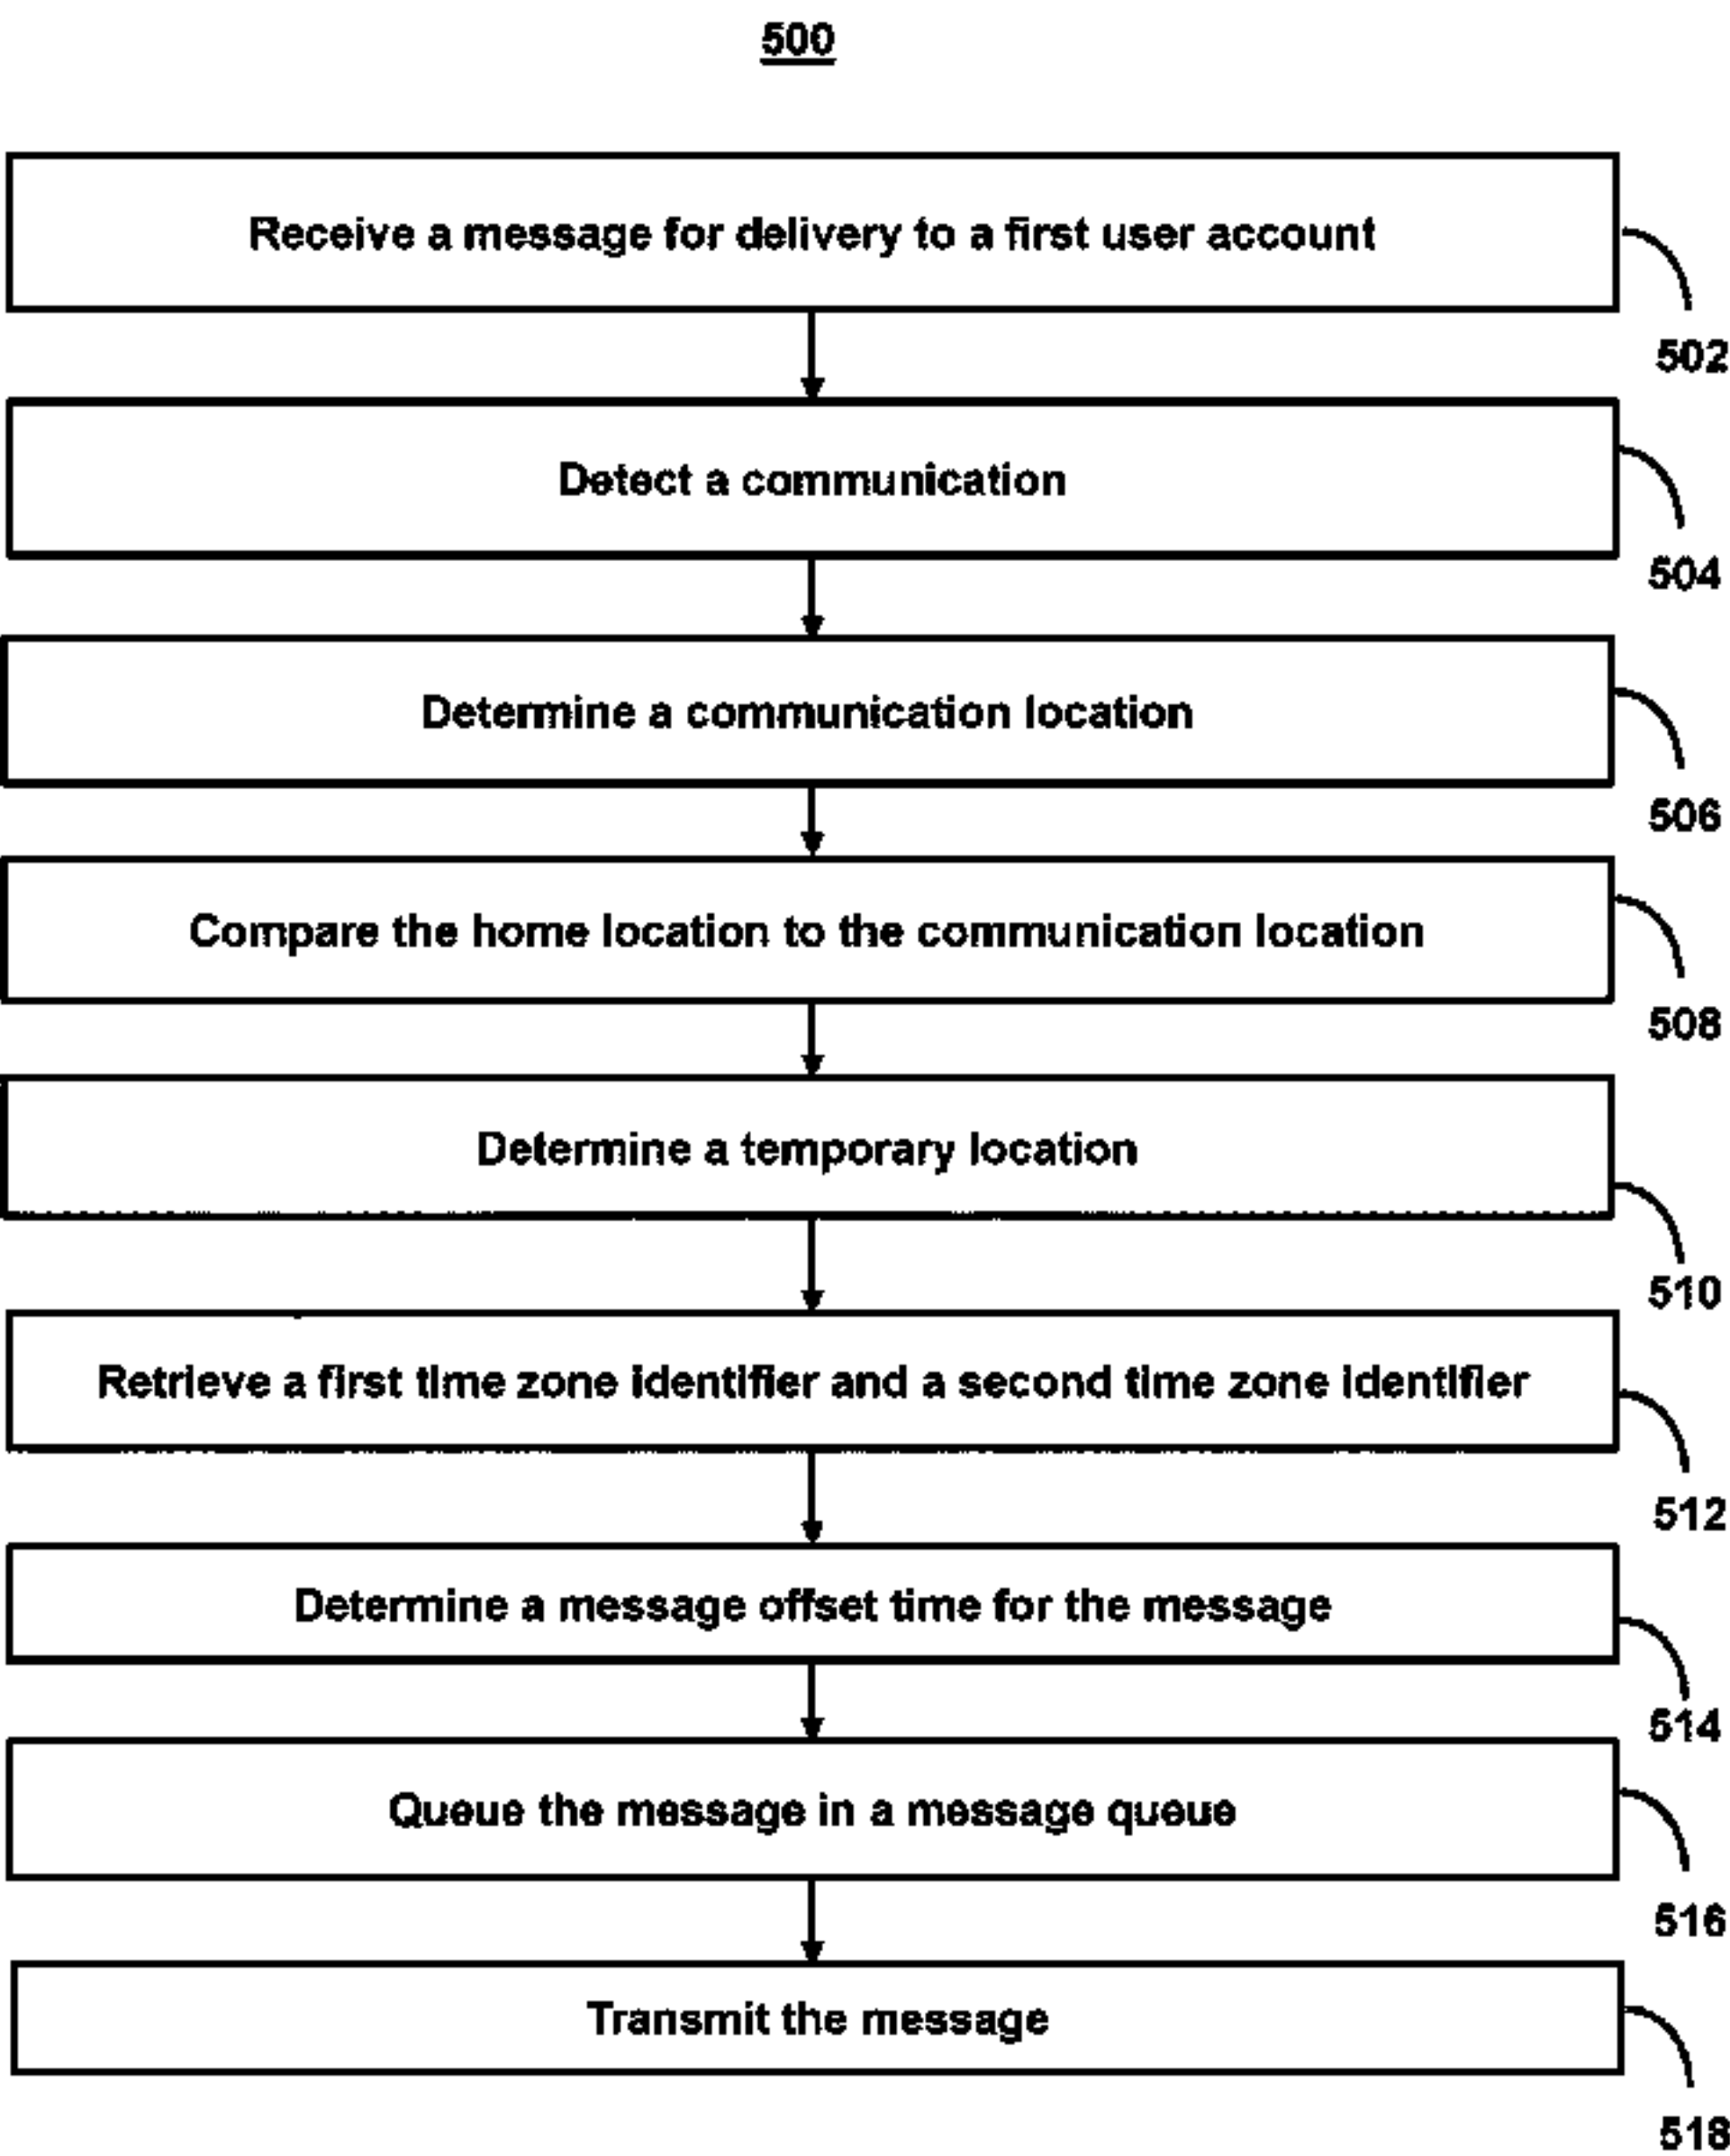 500
Receive a message for delivery to a first user account
502
Detect a communication
504
Determine a communication location
506
Compare the home location to the communication location
508
Determine a temporary location
510
Retrieve a first time zone identifier and a second time zone identifier
512
Determine a message offset time for the message
514
Queue the message in a message queue
516
Transmit the message
518